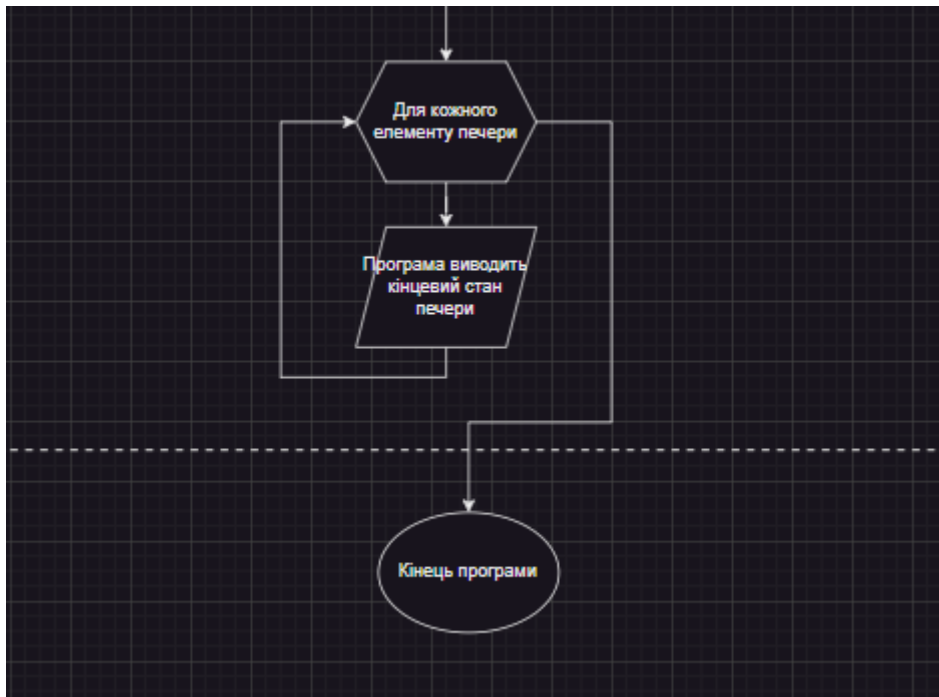 Для кожного
елементу печери
Програма виводить
кінцевий стан
печери
Кінець програми